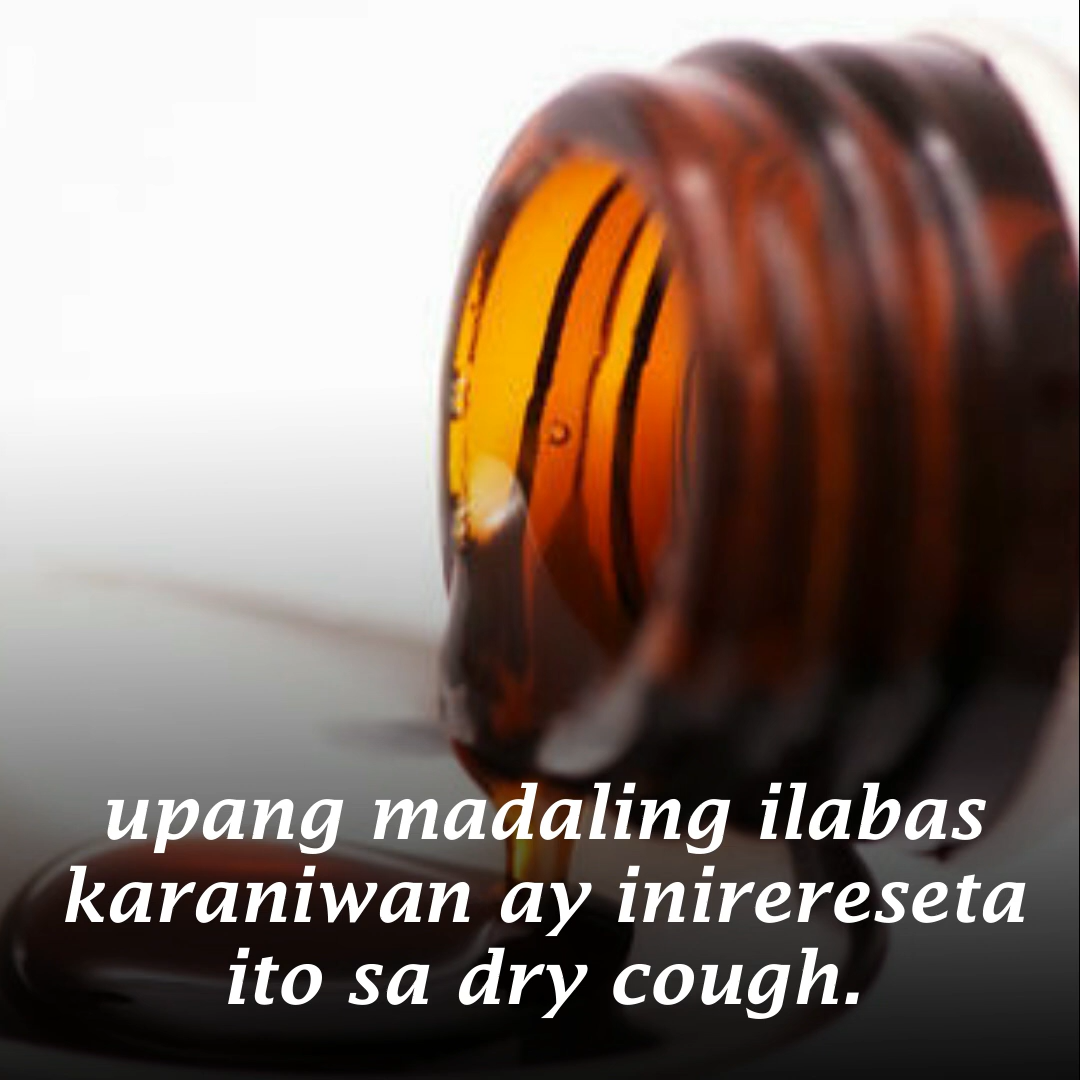 upang madaling ilabas
karaniwan ay inirereseta
ito sa dry cough.